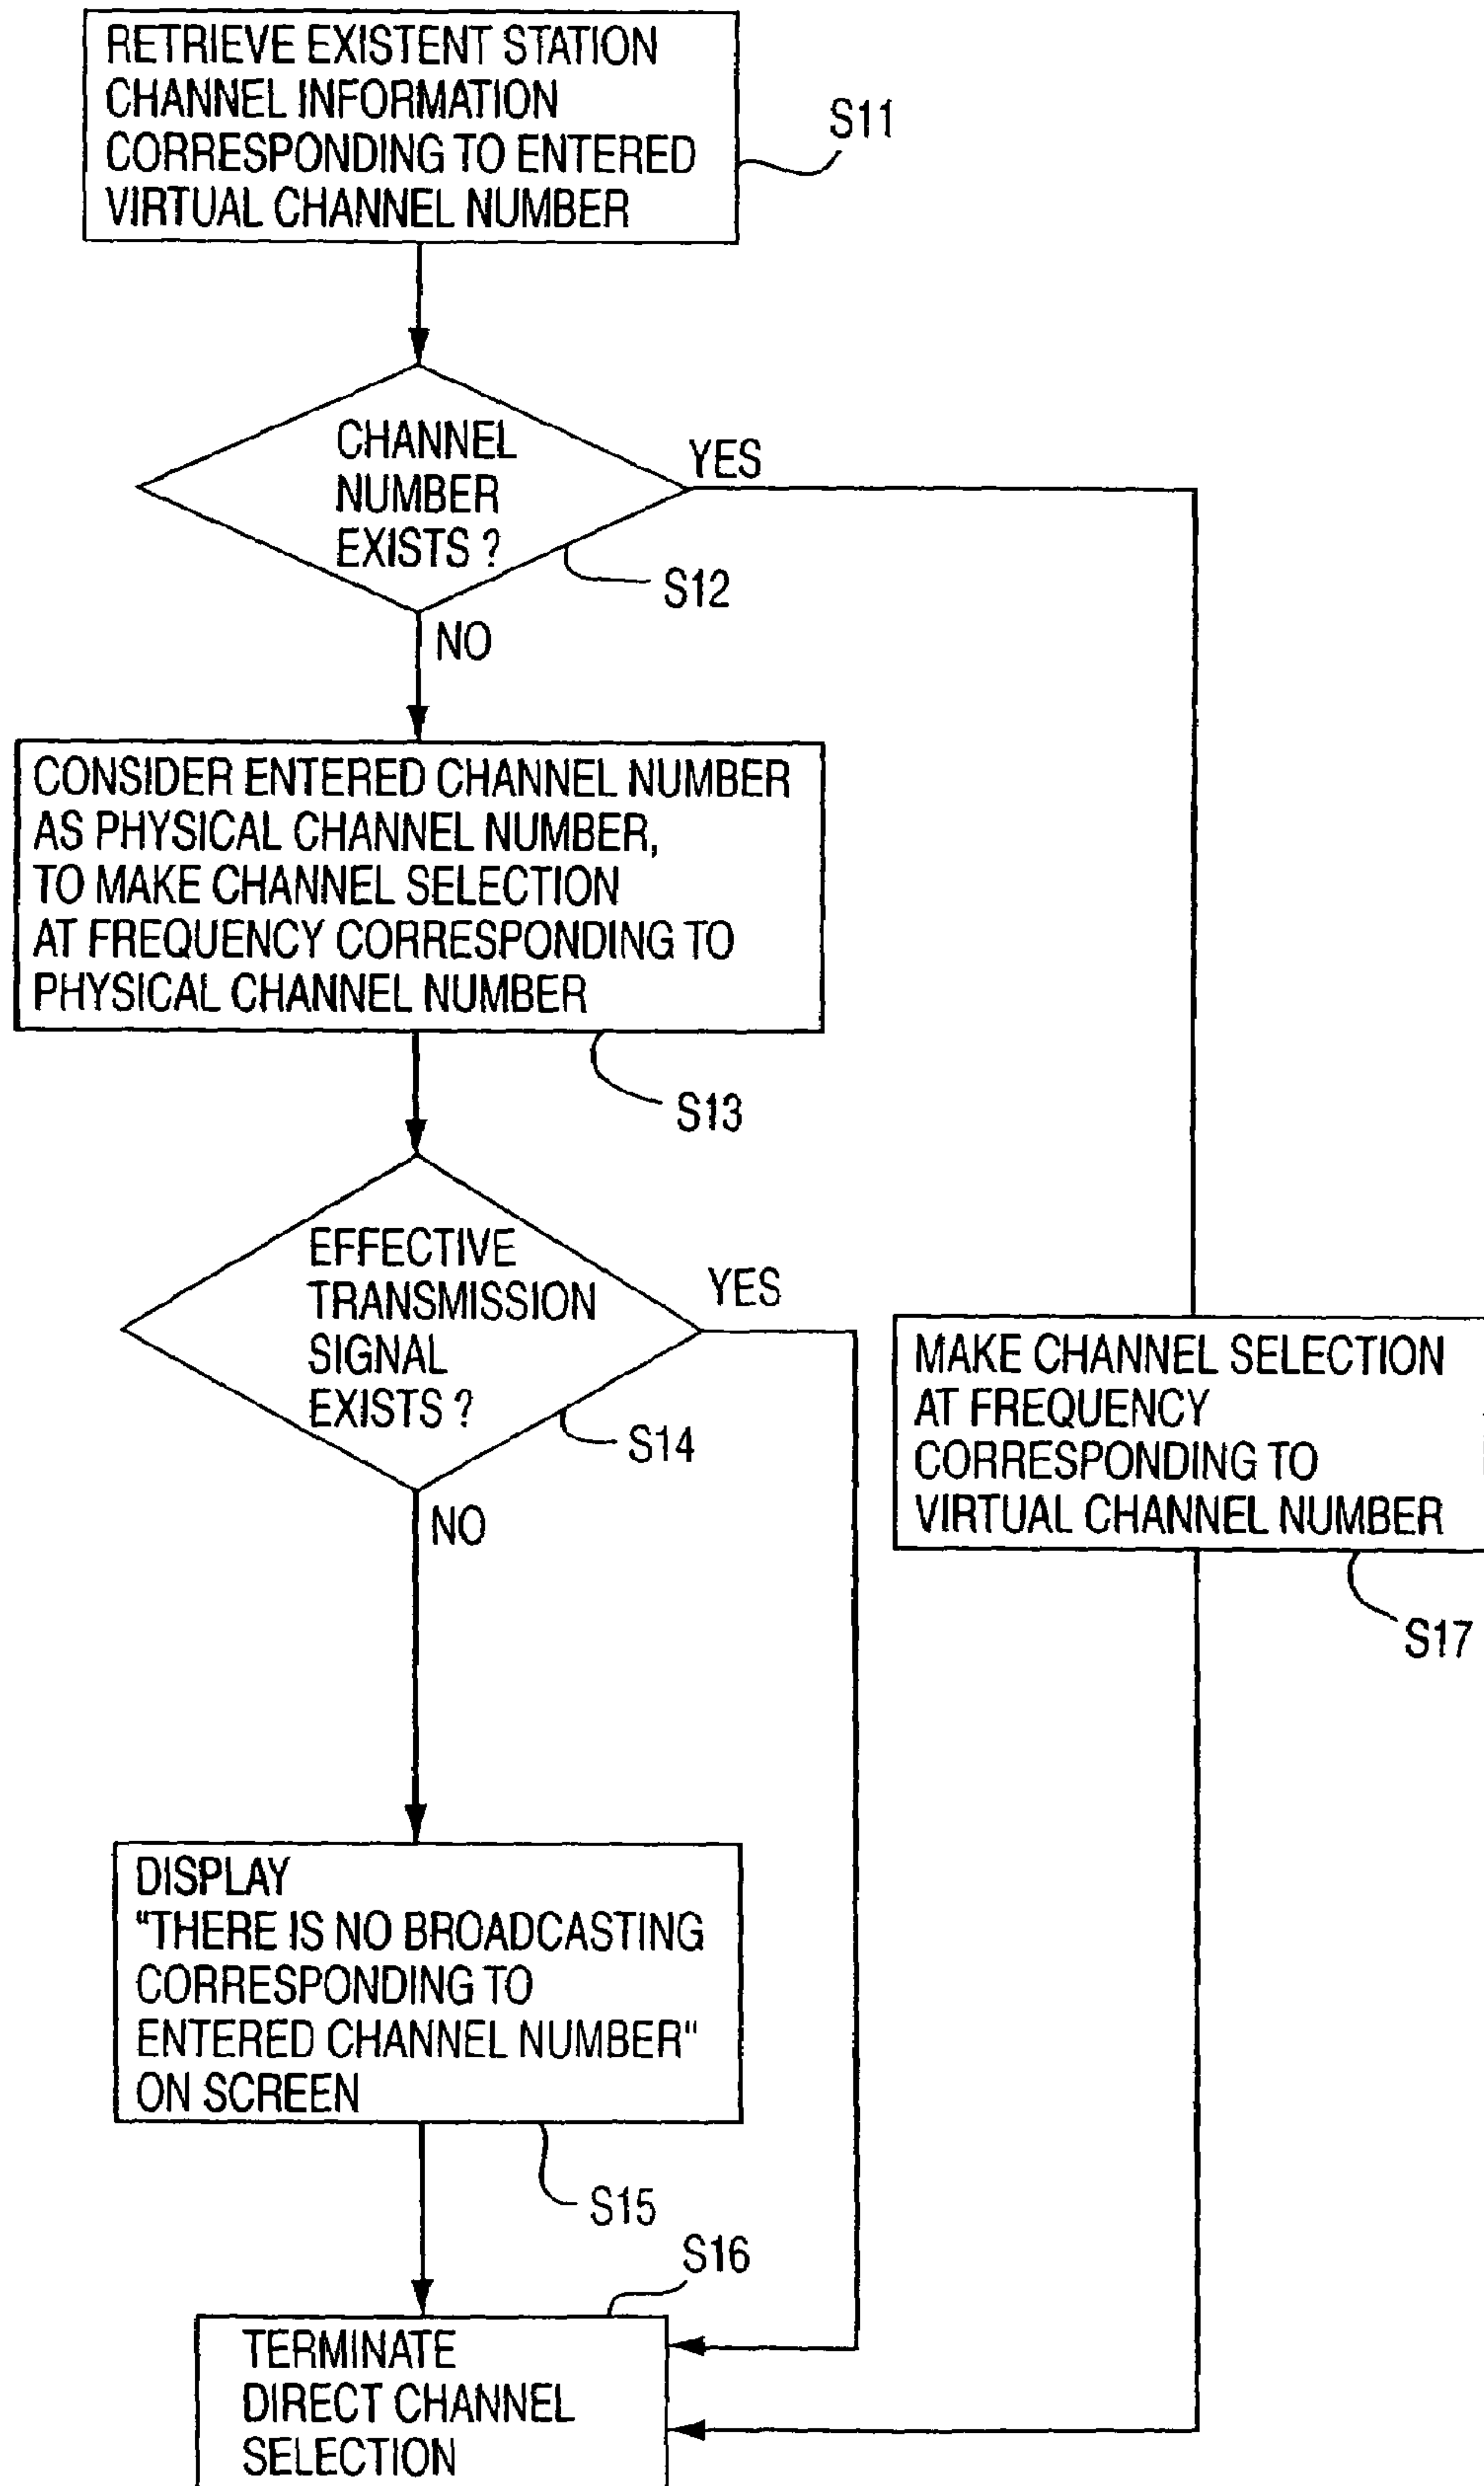 RETRIEVE EXISTENT STATION
CHANNEL INFORMATION
CORRESPONDING TO ENTERED
VIRTUAL CHANNEL NUMBER
S11
CHANNEL
NUMBER
EXISTS ?
YES
S12
NO
CONSIDER ENTERED CHANNEL NUMBER
AS PHYSICAL CHANNEL NUMBER,
TO MAKE CHANNEL SELECTION
AT FREQUENCY CORRESPONDING TO
PHYSICAL CHANNEL NUMBER
S13
EFFECTIVE
TRANSMISSION
SIGNAL
EXISTS ?
YES
S14
NO
MAKE CHANNEL SELECTION
AT FREQUENCY
CORRESPONDING TO
VIRTUAL CHANNEL NUMBER
S17
DISPLAY
"THERE IS NO BROADCASTING
CORRESPONDING TO
ENTERED CHANNEL NUMBER"
ON SCREEN
S15
S16
TERMINATE
DIRECT CHANNEL
SELECTION